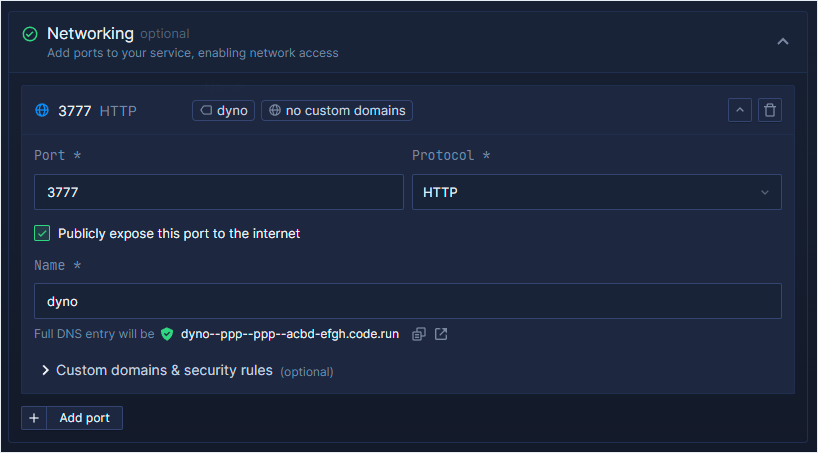 Networking optional
Add ports to your service, enabling network access
3777 HTTP dyno no custom domains
Port * Protocol *
3777 HTTP
Publicly expose this port to the internet
Name *
dyno
Full DNS entry will be dyno--ppp--ppp--acbd-efgh.code.run
Custom domains & security rules (optional)
+ Add port